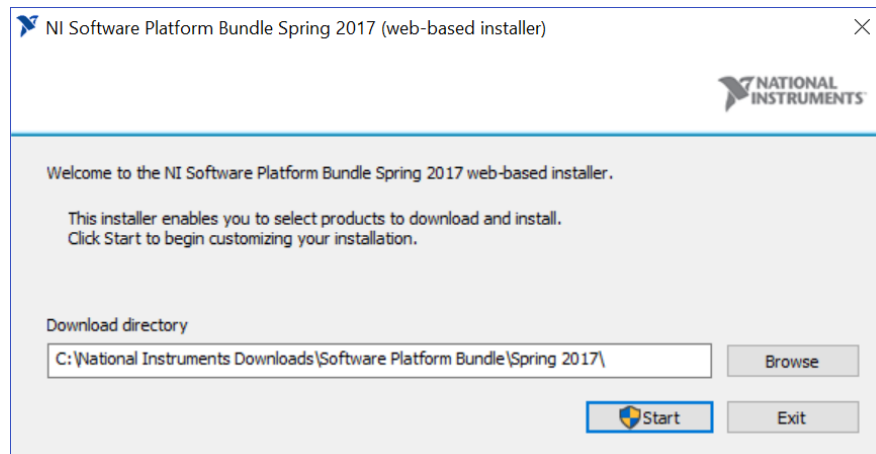 NI Software Platform Bundle Spring 2017 (web-based installer)
NATIONAL
INSTRUMENTS
Welcome to the NI Software Platform Bundle Spring 2017 web-based installer.
This installer enables you to select products to download and install.
Click Start to begin customizing your installation.
Download directory
C:\National Instruments Downloads\Software Platform Bundle\Spring 2017\
Browse
Start
Exit